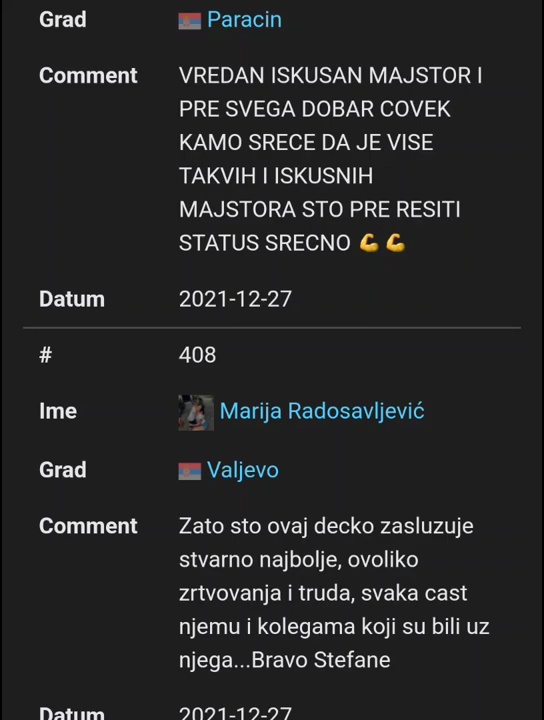 Grad Paracin
Comment VREDAN ISKUSAN MAJSTOR I
PRE SVEGA DOBAR COVEK
KAMO SRECE DA JE VISE
TAKVIH I ISKUSNIH
MAJSTORA STO PRE RESITI
STATUS SRECNO 💪💪
Datum 2021-12-27
# 408
Ime Marija Radosavljević
Grad Valjevo
Comment Zato sto ovaj decko zasluzuje
stvarno najbolje, ovoliko
zrtvovanja i truda, svaka cast
njemu i kolegama koji su bili uz
njega...Bravo Stefane
Datum 2021-12-27